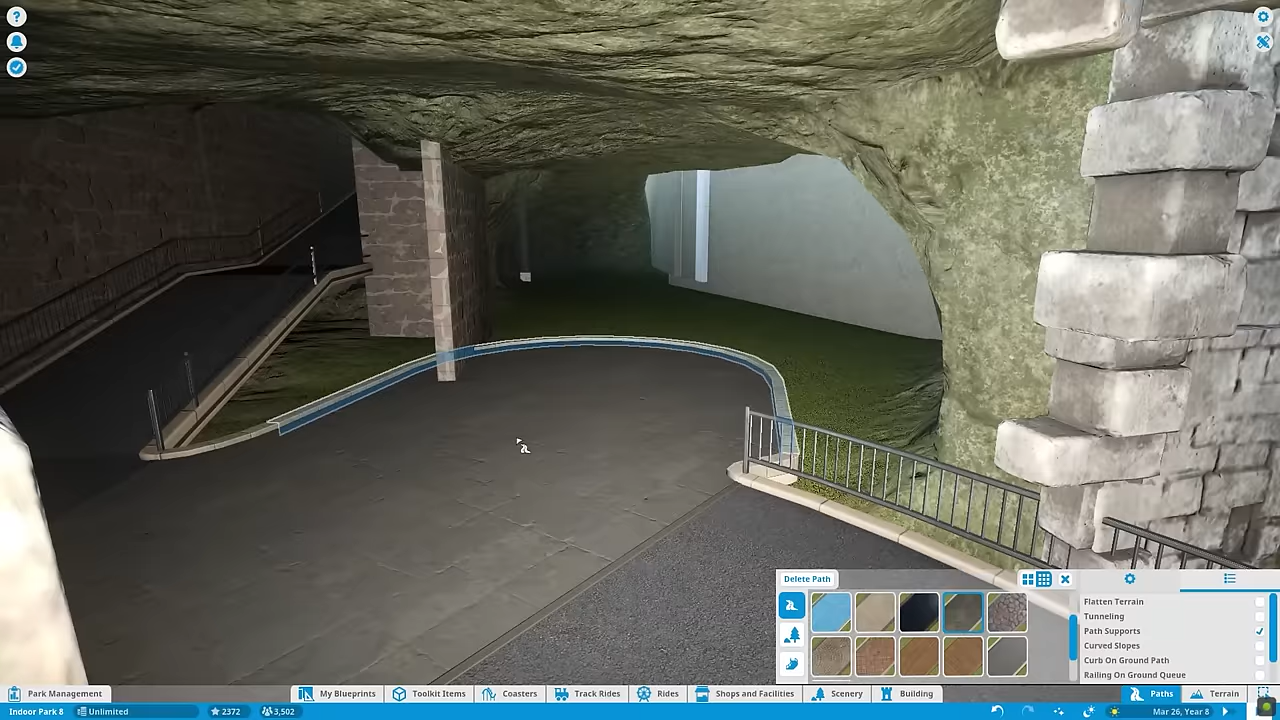 ?
Delete Path
Flatten Terrain
Tunneling
Path Supports
Curved Slopes
Curb On Ground Path
Railing On Ground Queue
Park Management
My Blueprints
Toolkit Items
Coasters
Track Rides
Rides
Shops and Facilities
Scenery
Building
Paths
Terrain
Indoor Park 8
Unlimited
2372
3,502
Mar 26, Year 8